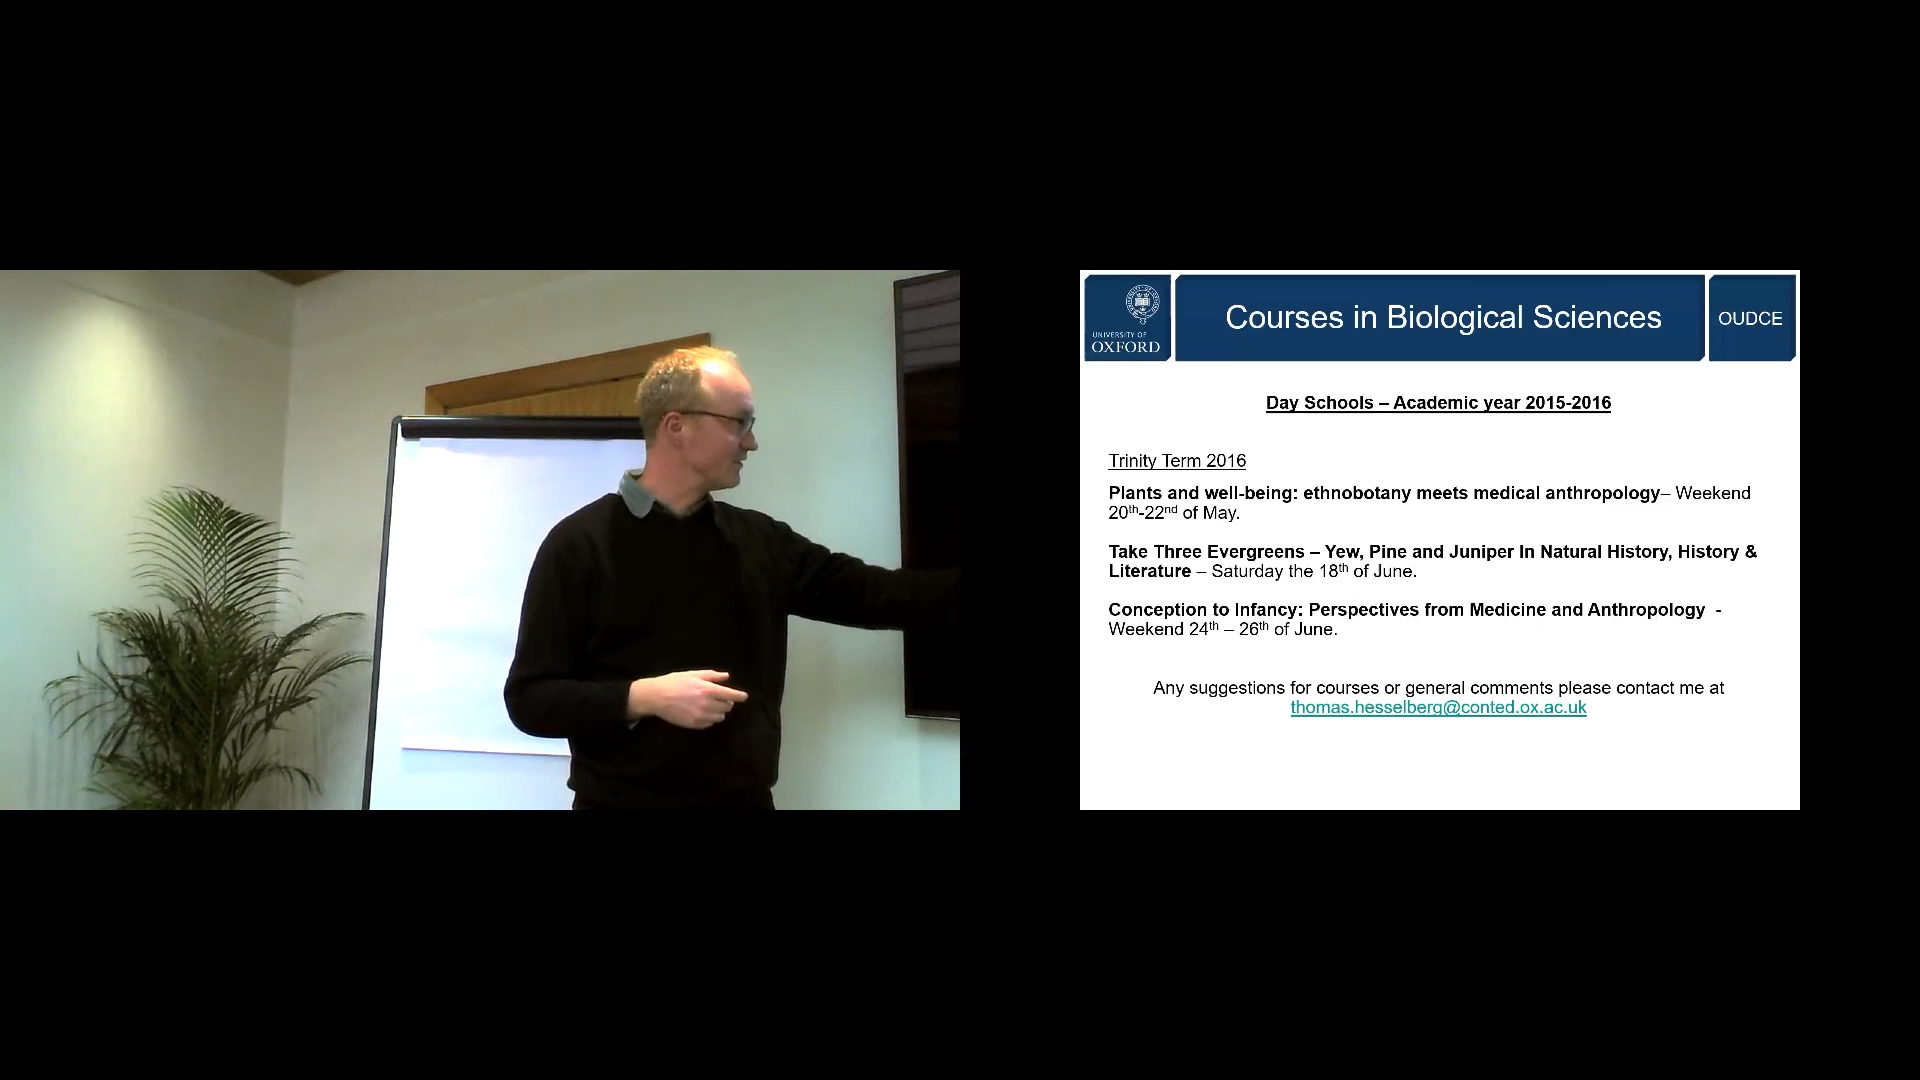 UNIVERSITY OF
OXFORD
Courses in Biological Sciences
OUDCE
Day Schools – Academic year 2015-2016
Trinity Term 2016
Plants and well-being: ethnobotany meets medical anthropology– Weekend
20th-22nd of May.
Take Three Evergreens – Yew, Pine and Juniper In Natural History, History &
Literature – Saturday the 18th of June.
Conception to Infancy: Perspectives from Medicine and Anthropology -
Weekend 24th – 26th of June.
Any suggestions for courses or general comments please contact me at
thomas.hesselberg@conted.ox.ac.uk